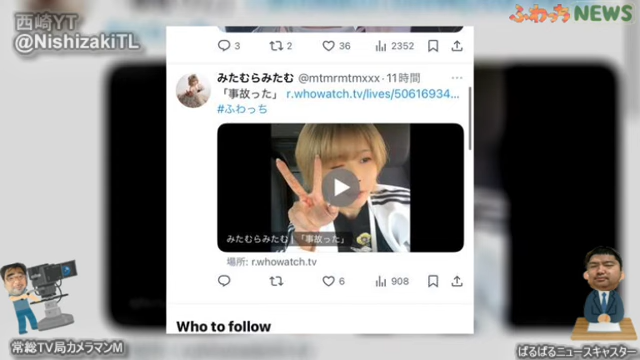 西崎YT
@NishizakiTL
ふわっち NEWS
3 2 36 2352
みたむらみたむ @mtmrmtmxxx・11時間
「事故った」 r.whowatch.tv/lives/50616934...
#ふわっち
みたむらみたむ | 「事故った」
場所: r.whowatch.tv
6 908
Who to follow
常総TV局カメラマンM
ぱるぱるニュースキャスター